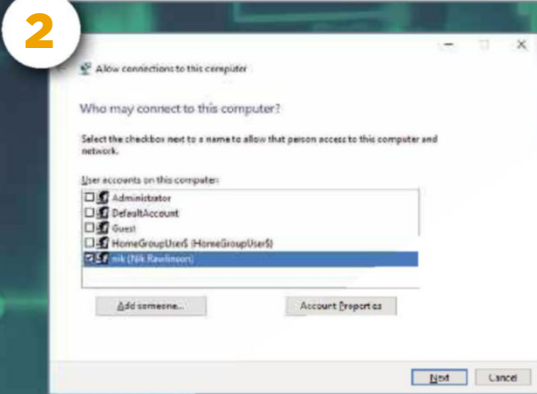 2
Allow connections to this computer
Who may connect to this computer?
Select the checkbox next to a name to allow that person access to this computer and
network.
User accounts on this computer:
Administrator
DefaultAccount
Guest
HomeGroupUser$ (HomeGroupUser$)
nik (Nik Rawlinson)
Add someone...
Account Properties
Next
Cancel